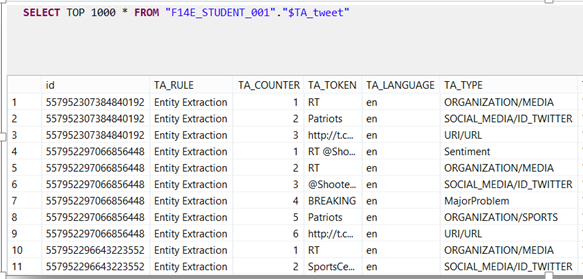 SELECT TOP 1000 * FROM "F14E_STUDENT_001"."$TA_tweet"
id TA_RULE TA_COUNTER TA_TOKEN TA_LANGUAGE TA_TYPE
1 557952307384840192 Entity Extraction 1 RT en ORGANIZATION/MEDIA
2 557952307384840192 Entity Extraction 2 Patriots en SOCIAL_MEDIA/ID_TWITTER
3 557952307384840192 Entity Extraction 3 http://t.c... en URI/URL
4 557952297066856448 Entity Extraction 1 RT @Sho... en Sentiment
5 557952297066856448 Entity Extraction 2 RT en ORGANIZATION/MEDIA
6 557952297066856448 Entity Extraction 3 @Shoote... en SOCIAL_MEDIA/ID_TWITTER
7 557952297066856448 Entity Extraction 4 BREAKING en MajorProblem
8 557952297066856448 Entity Extraction 5 Patriots en ORGANIZATION/SPORTS
9 557952297066856448 Entity Extraction 6 http://t.c... en URI/URL
10 557952296643223552 Entity Extraction 1 RT en ORGANIZATION/MEDIA
11 557952296643223552 Entity Extraction 2 SportsCe... en SOCIAL_MEDIA/ID_TWITTER